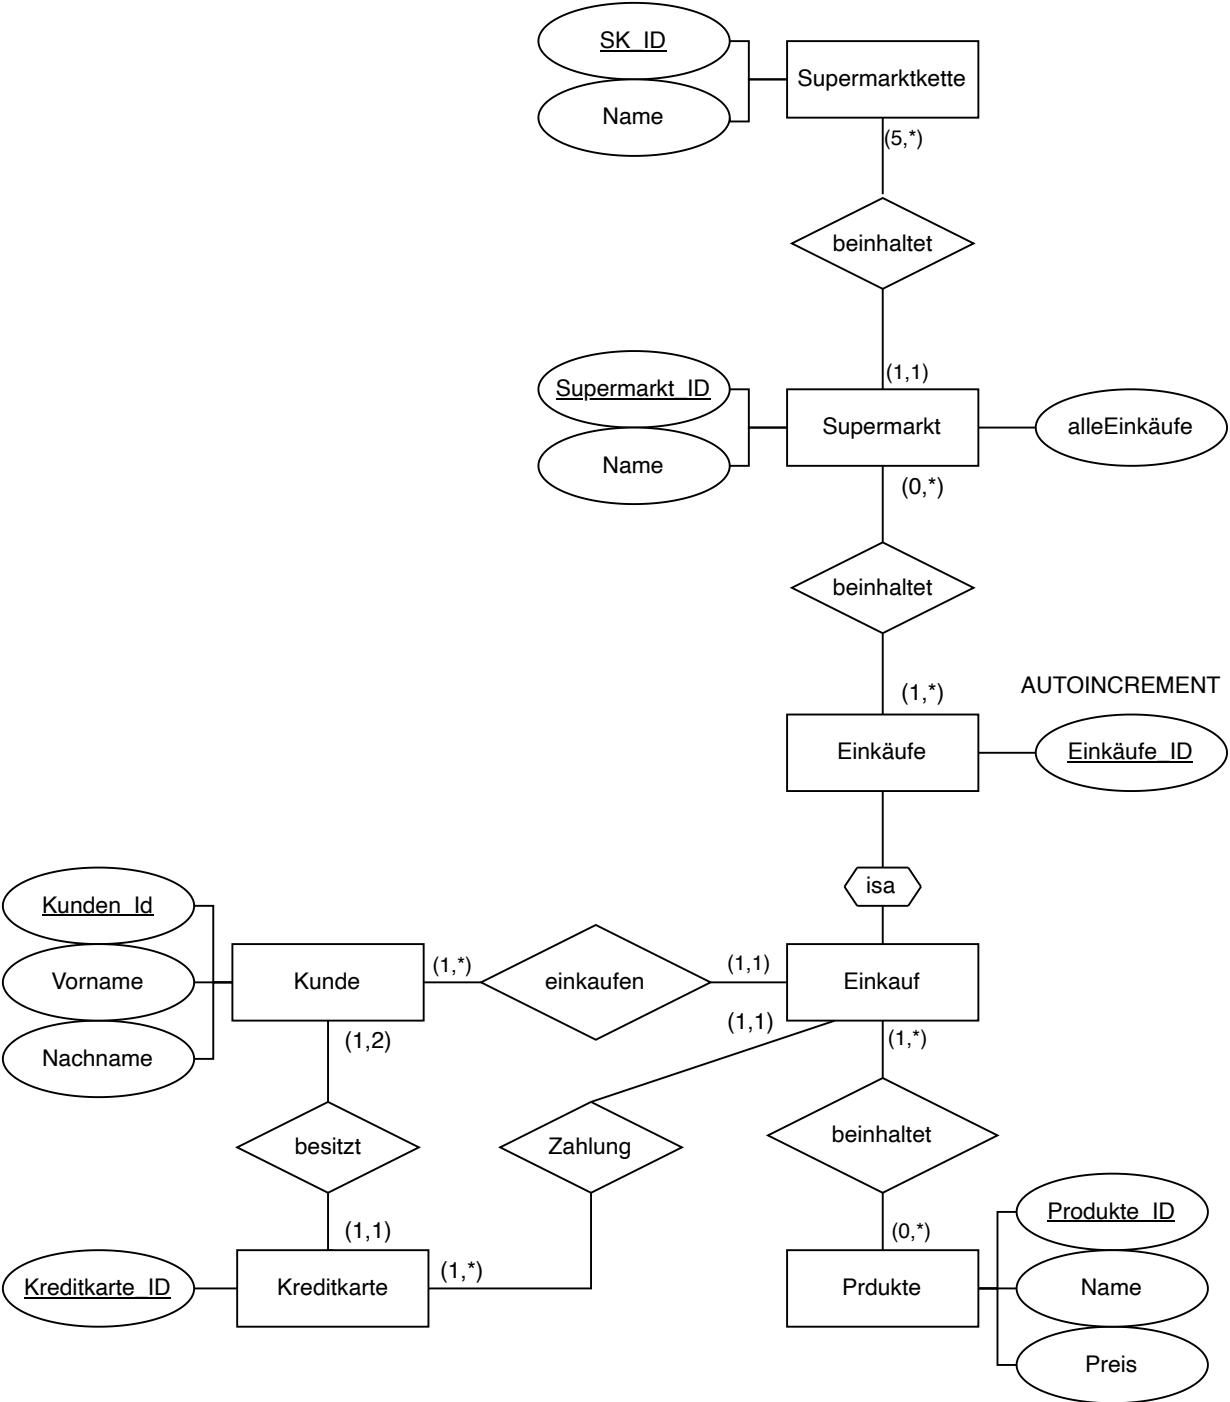 SK_ID
Supermarktkette
Name
(5,*)
beinhaltet
(1,1)
Supermarkt_ID
Supermarkt
alleEinkäufe
Name
(0,*)
beinhaltet
(1,*)
AUTOINCREMENT
Einkäufe
Einkäufe_ID
isa
Kunden_Id
Vorname
Kunde
(1,*)
einkaufen
(1,1)
Einkauf
(1,1)
(1,2)
(1,*)
Nachname
besitzt
Zahlung
beinhaltet
(1,1)
(1,*)
(0,*)
Produkte_ID
Kreditkarte_ID
Kreditkarte
Prdukte
Name
Preis